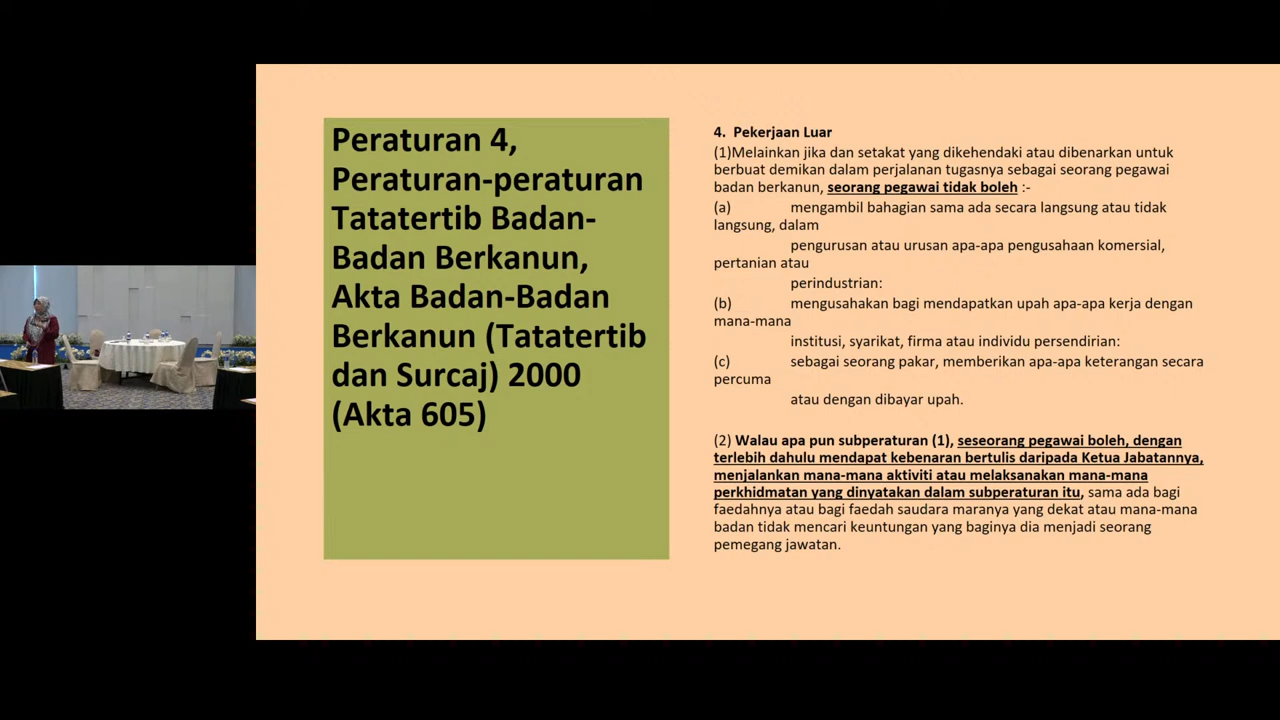 Peraturan 4,
Peraturan-peraturan
Tatatertib Badan-
Badan Berkanun,
Akta Badan-Badan
Berkanun (Tatatertib
dan Surcaj) 2000
(Akta 605)
4. Pekerjaan Luar
(1)Melainkan jika dan setakat yang dikehendaki atau dibenarkan untuk
berbuat demikan dalam perjalanan tugasnya sebagai seorang pegawai
badan berkanun, seorang pegawai tidak boleh :-
(a) mengambil bahagian sama ada secara langsung atau tidak
langsung, dalam
pengurusan atau urusan apa-apa pengusahaan komersial,
pertanian atau
perindustrian:
(b) mengusahakan bagi mendapatkan upah apa-apa kerja dengan
mana-mana
institusi, syarikat, firma atau individu persendirian:
(c) sebagai seorang pakar, memberikan apa-apa keterangan secara
percuma
atau dengan dibayar upah.
(2) Walau apa pun subperaturan (1), seseorang pegawai boleh, dengan
terlebih dahulu mendapat kebenaran bertulis daripada Ketua Jabatannya,
menjalankan mana-mana aktiviti atau melaksanakan mana-mana
perkhidmatan yang dinyatakan dalam subperaturan itu, sama ada bagi
faedahnya atau bagi faedah saudara maranya yang dekat atau mana-mana
badan tidak mencari keuntungan yang baginya dia menjadi seorang
pemegang jawatan.